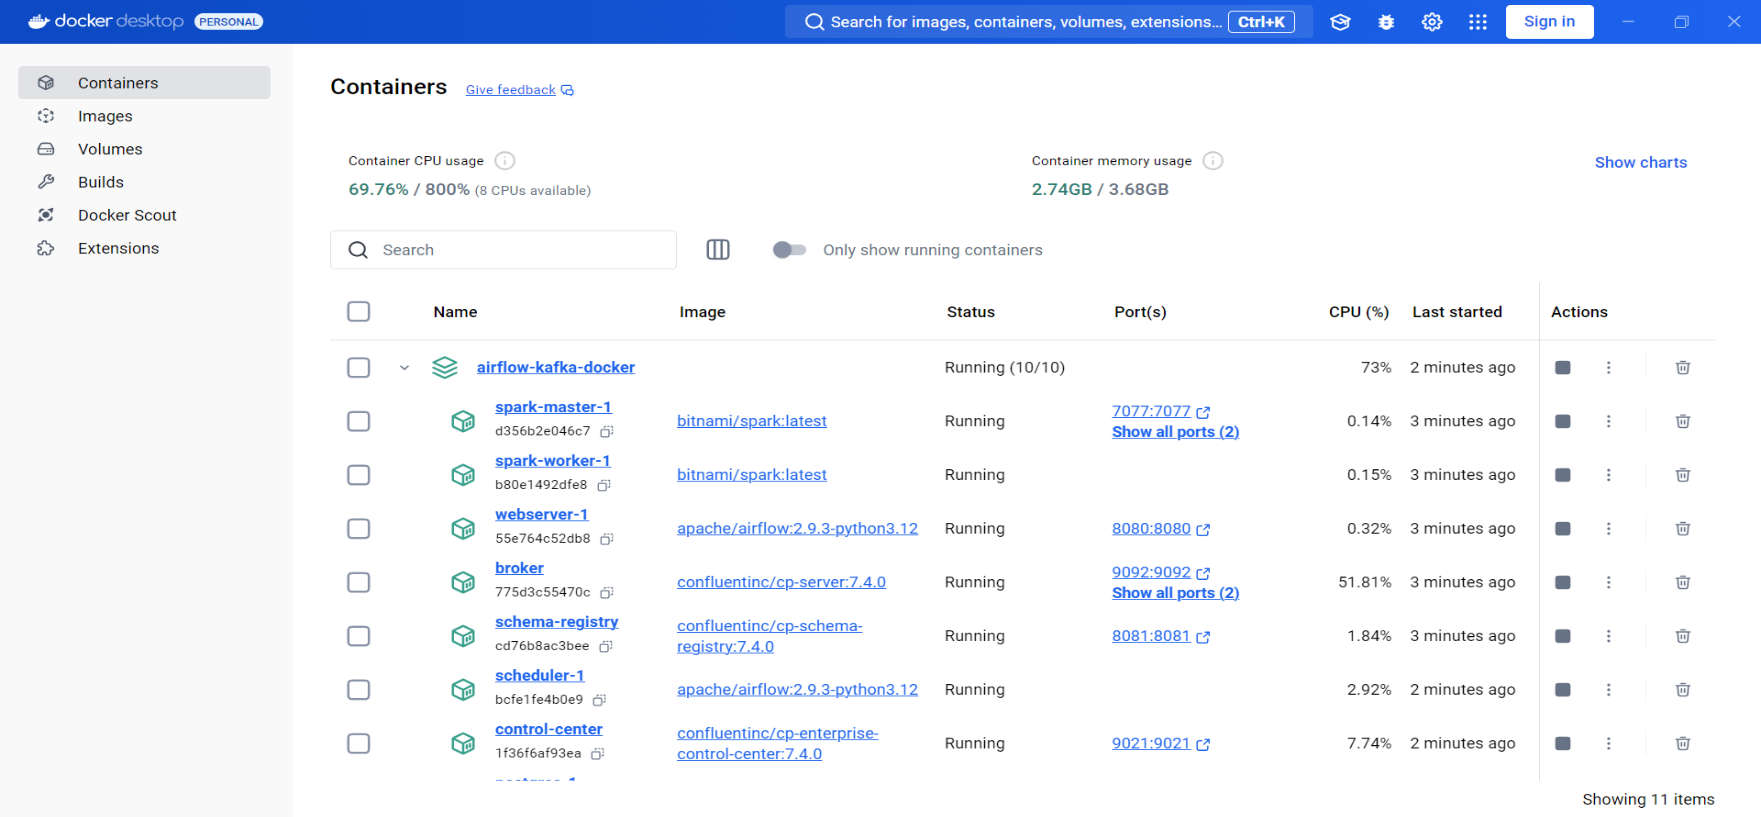 docker desktop PERSONAL
Search for images, containers, volumes, extensions... Ctrl+K
Sign in
Containers
Images
Volumes
Builds
Docker Scout
Extensions
Containers Give feedback
Container CPU usage
69.76% / 800% (8 CPUs available)
Container memory usage
2.74GB / 3.68GB
Show charts
Search
Only show running containers
Name Image Status Port(s) CPU (%) Last started Actions
airflow-kafka-docker Running (10/10) 73% 2 minutes ago
spark-master-1
d356b2e046c7
bitnami/spark:latest Running
7077:7077
Show all ports (2)
0.14% 3 minutes ago
spark-worker-1
b80e1492dfe8
bitnami/spark:latest Running 0.15% 3 minutes ago
webserver-1
55e764c52db8
apache/airflow:2.9.3-python3.12 Running 8080:8080 0.32% 3 minutes ago
broker
775d3c55470c
confluentinc/cp-server:7.4.0 Running
9092:9092
Show all ports (2)
51.81% 3 minutes ago
schema-registry
cd76b8ac3bee
confluentinc/cp-schema-
registry:7.4.0
Running 8081:8081 1.84% 3 minutes ago
scheduler-1
bcfe1fe4b0e9
apache/airflow:2.9.3-python3.12 Running 2.92% 2 minutes ago
control-center
1f36f6af93ea
confluentinc/cp-enterprise-
control-center:7.4.0
Running 9021:9021 7.74% 2 minutes ago
Showing 11 items